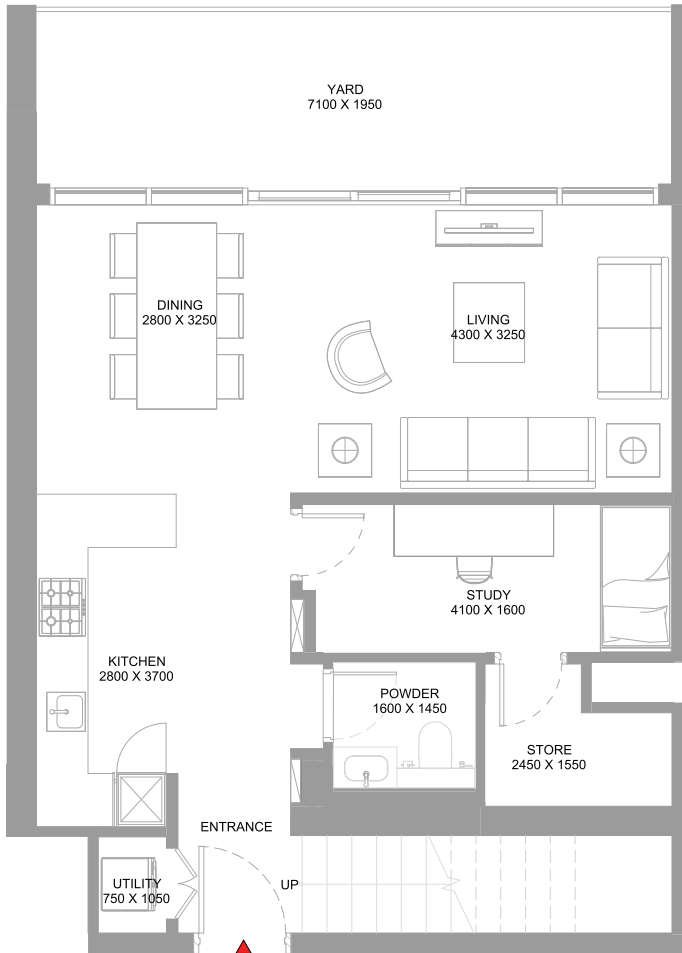 YARD
7100 X 1950
DINING
2800 X 3250
LIVING
4300 X 3250
STUDY
4100 X 1600
KITCHEN
2800 X 3700
POWDER
1600 X 1450
STORE
2450 X 1550
ENTRANCE
UP
UTILITY
750 X 1050